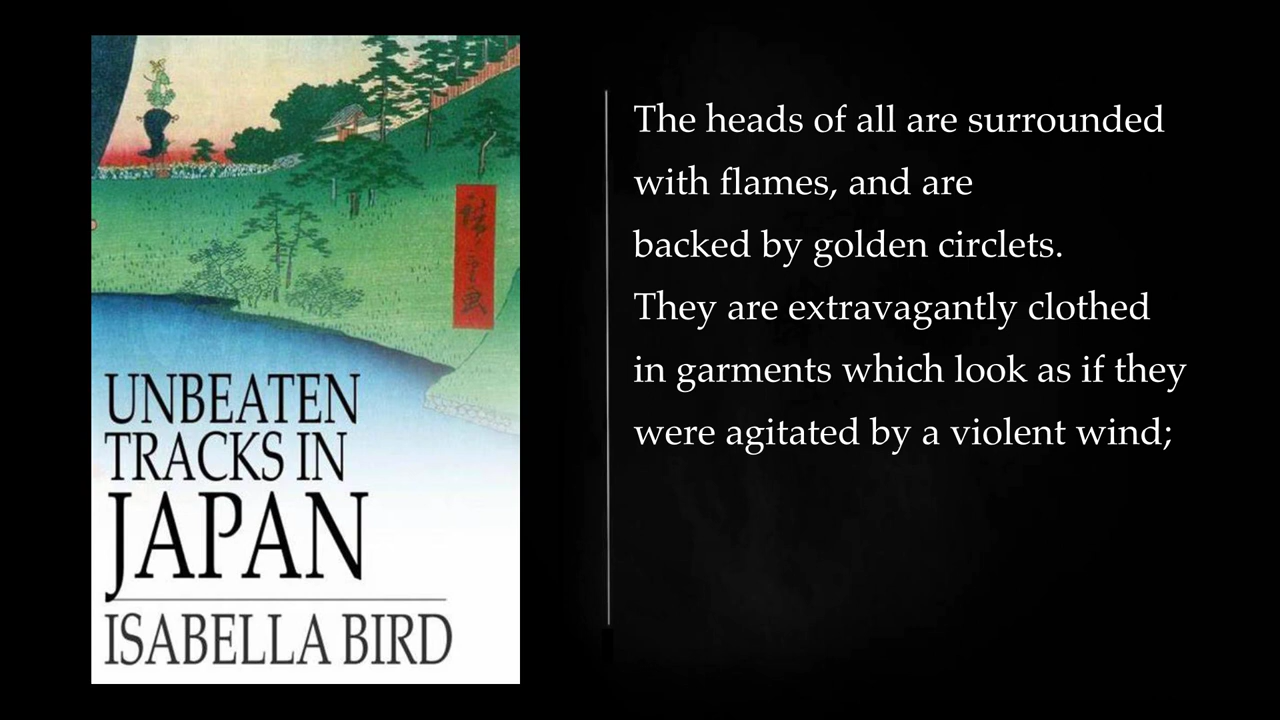 UNBEATEN
TRACKS IN
JAPAN
ISABELLA BIRD
The heads of all are surrounded
with flames, and are
backed by golden circlets.
They are extravagantly clothed
in garments which look as if they
were agitated by a violent wind;